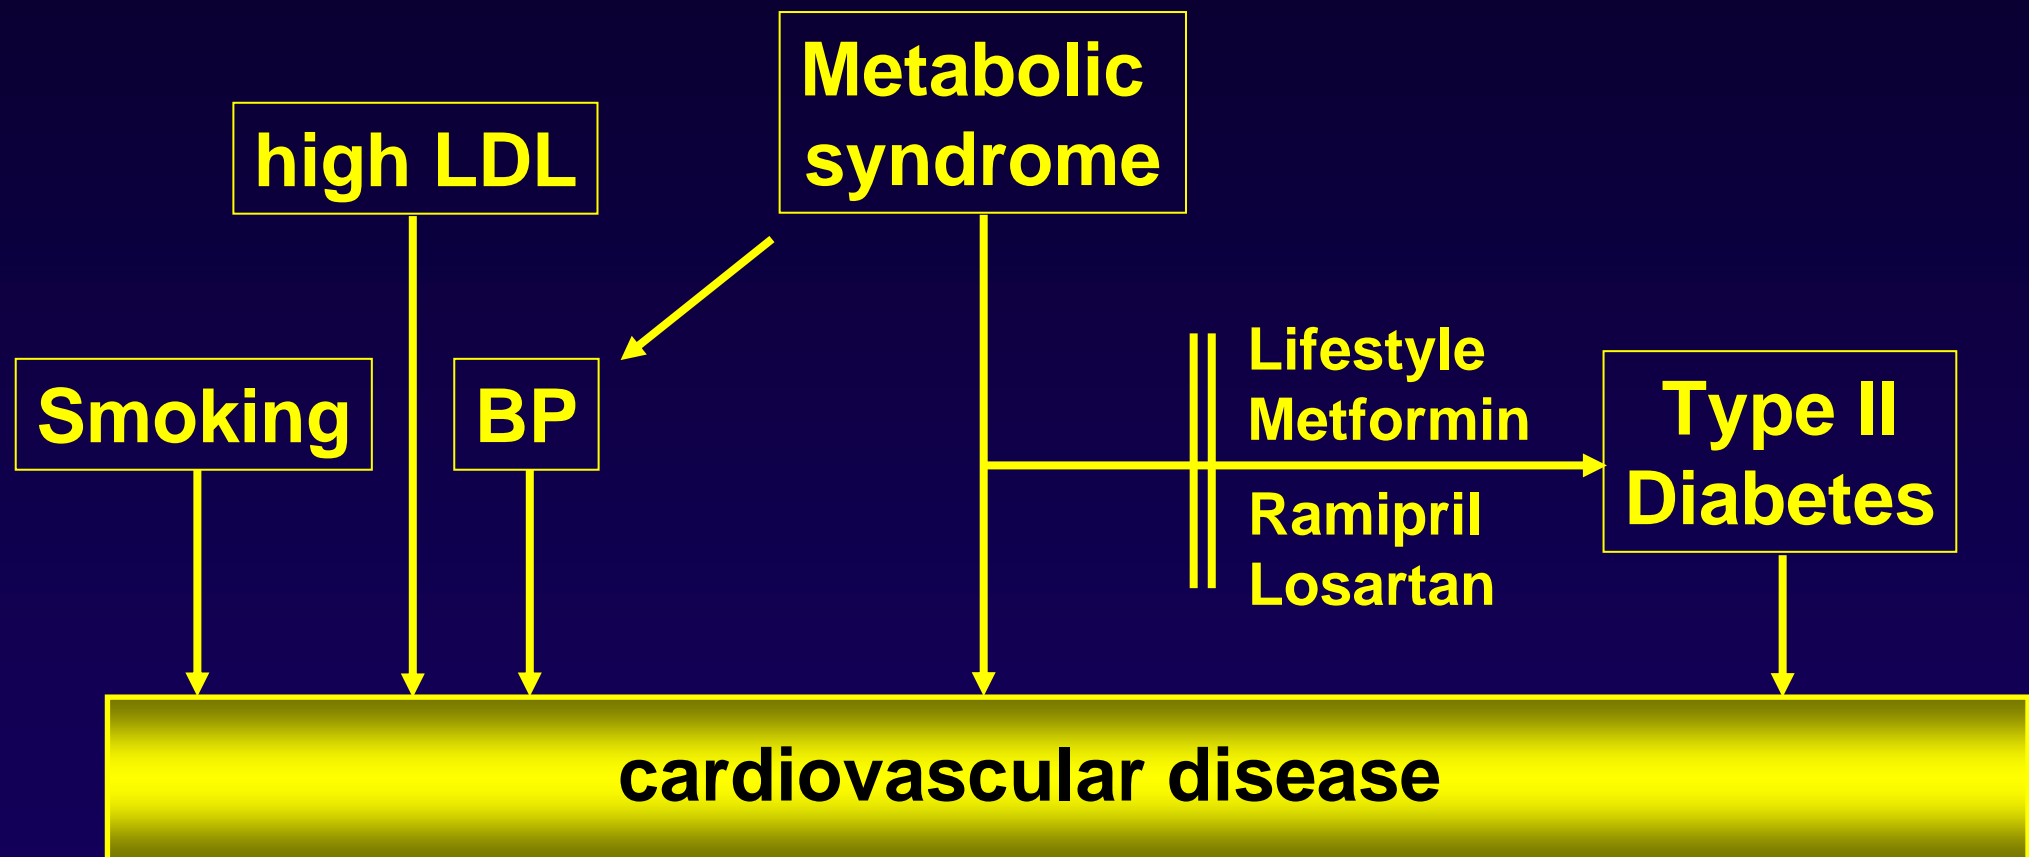 Metabolic
syndrome
high LDL
Smoking
BP
Lifestyle
Metformin
Ramipril
Losartan
Type II
Diabetes
cardiovascular disease